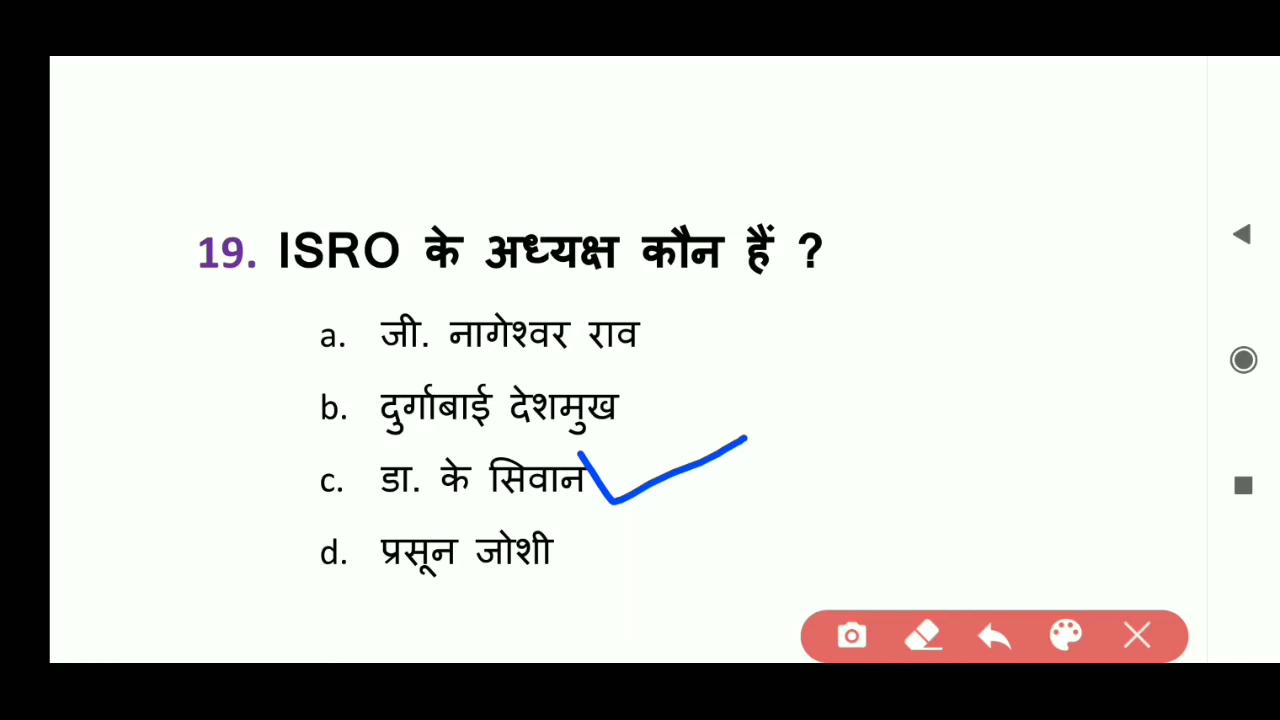 19. ISRO के अध्यक्ष कौन हैं ?
a. जी. नागेश्वर राव
b. दुर्गाबाई देशमुख
c. डा. के सिवान
d. प्रसून जोशी